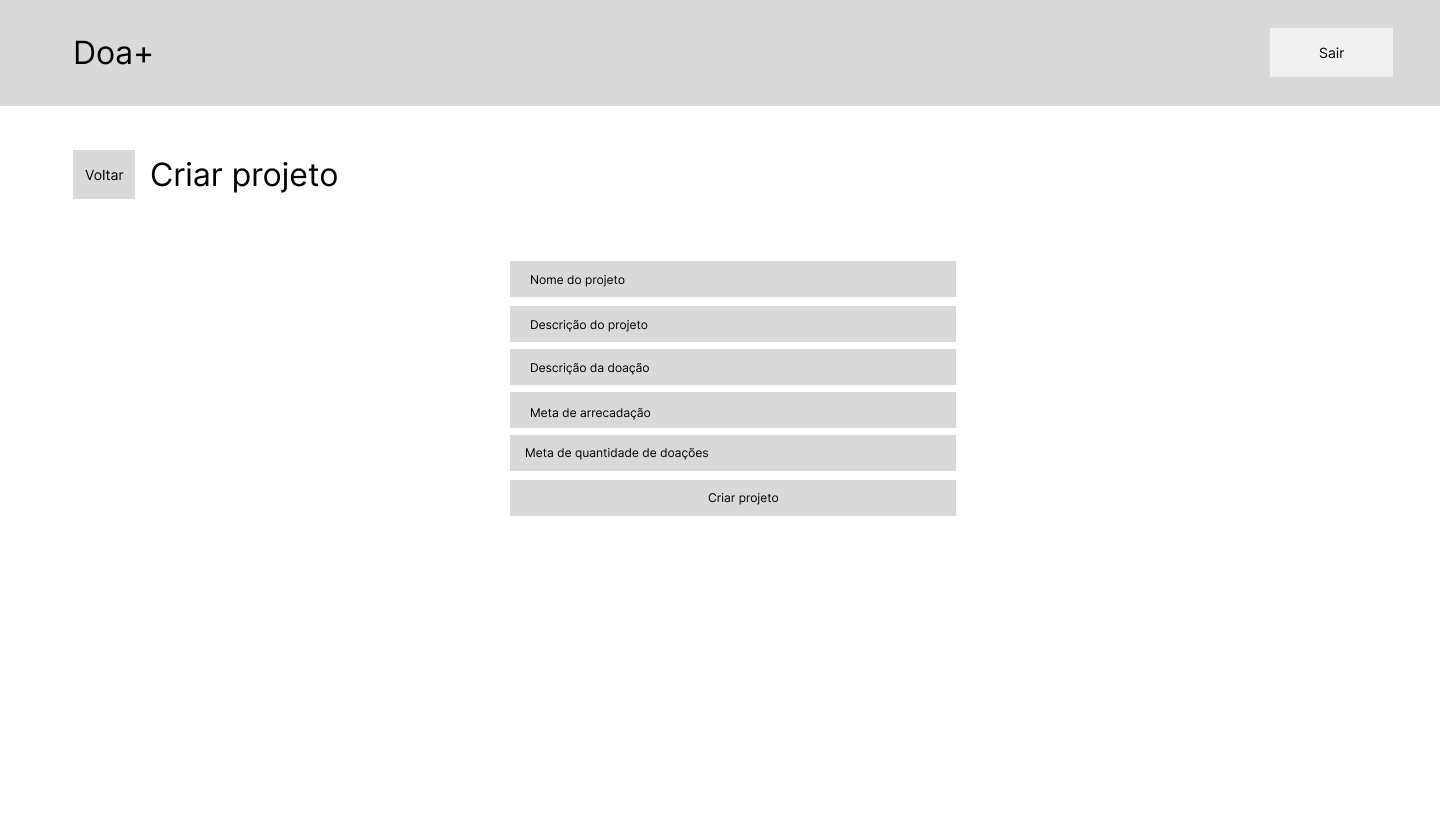 Doa+
Sair
Voltar
Criar projeto
Nome do projeto
Descrição do projeto
Descrição da doação
Meta de arrecadação
Meta de quantidade de doações
Criar projeto